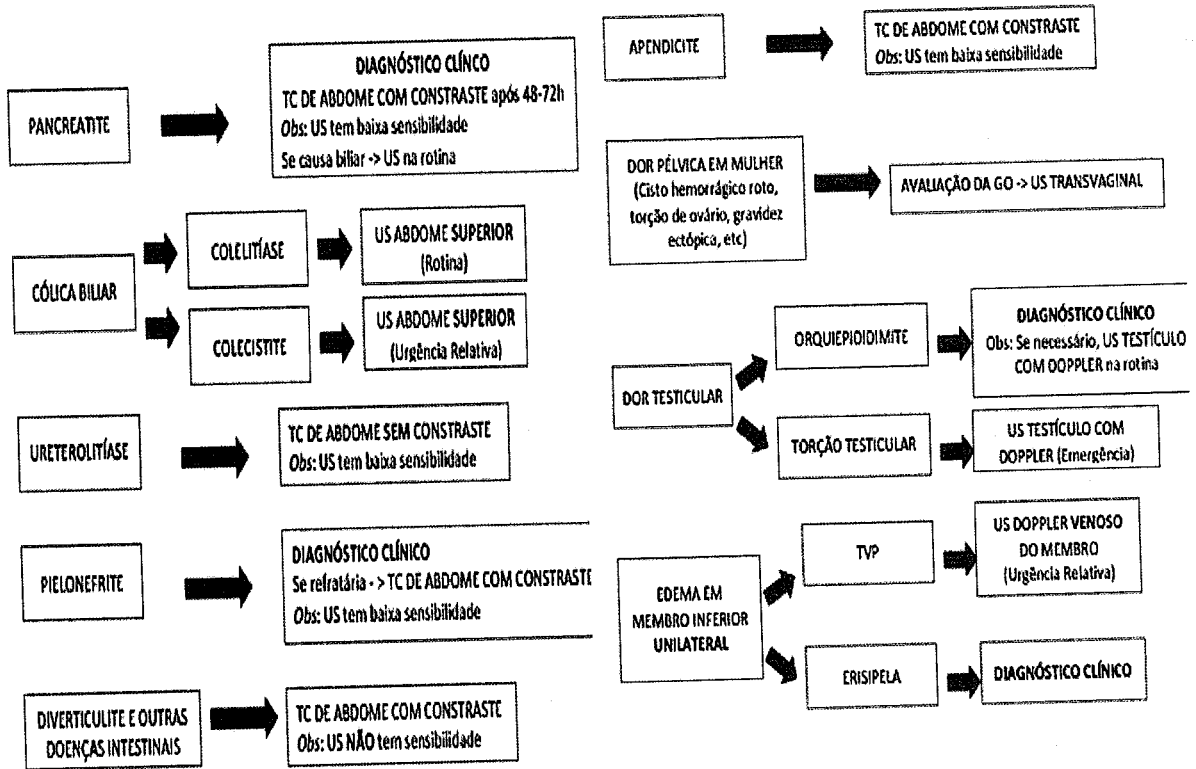 PANCREATITE
DIAGNÓSTICO CLÍNCO
TC DE ABDOME COM CONSTRASTE após 48-72h
Obs: US tem baixa sensibilidade
Se causa biliar -> US na rotina
CÓLICA BILIAR
COLELITÍASE
US ABDOME SUPERIOR
(Rotina)
COLECISTITE
US ABDOME SUPERIOR
(Urgência Relativa)
URETEROLITÍASE
TC DE ABDOME SEM CONSTRASTE
Obs: US tem baixa sensibilidade
PIELONEFRITE
DIAGNÓSTICO CLÍNICO
Se refratária - > TC DE ABDOME COM CONSTRASTE
Obs: US tem baixa sensibilidade
DIVERTICULITE E OUTRAS
DOENÇAS INTESTINAIS
TC DE ABDOME COM CONSTRASTE
Obs: US NÃO tem sensibilidade
APENDICITE
TC DE ABDOME COM CONSTRASTE
Obs: US tem baixa sensibilidade
DOR PÉLVICA EM MULHER
(Cisto hemorrágico roto,
torção de ovário, gravidez
ectópica, etc)
AVALIAÇÃO DA GO -> US TRANSVAGINAL
DOR TESTICULAR
ORQUIEPIDIDIMITE
DIAGNÓSTICO CLÍNICO
Obs: Se necessário, US TESTÍCULO
COM DOPPLER na rotina
TORÇÃO TESTICULAR
US TESTÍCULO COM
DOPPLER (Emergência)
EDEMA EM
MEMBRO INFERIOR
UNILATERAL
TVP
US DOPPLER VENOSO
DO MEMBRO
(Urgência Relativa)
ERISIPELA
DIAGNÓSTICO CLÍNICO